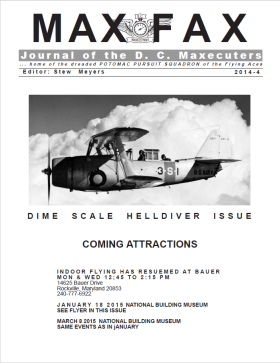 MAX FAX
Journal of the D. C. Maxecuters
... home of the dreaded POTOMAC PURSUIT SQUADRON of the Flying Aces
Editor: Stew Meyers 2014-4
3-S-1
DIME SCALE HELLDIVER ISSUE
COMING ATTRACTIONS
INDOOR FLYING HAS RESUEMED AT BAUER
MON & WED 12:45 TO 2:15 PM
14625 Bauer Drive
Rockville, Maryland 20853
240-777-6922
JANUARY 18 2015 NATIONAL BUILDING MUSEUM
SEE FLYER IN THIS ISSUE
MARCH 8 2015 NATIONAL BUILDING MUSEUM
SAME EVENTS AS IN JANUARY